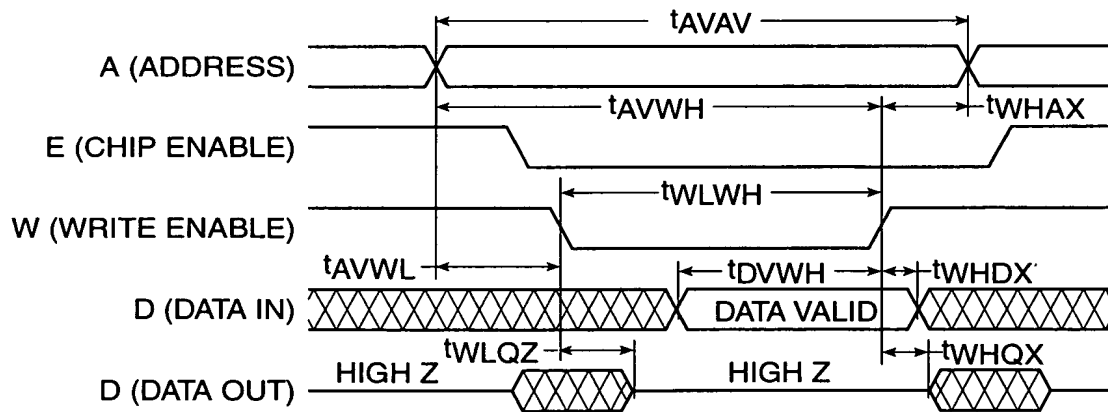 tAVAV
A (ADDRESS)
tAVWH
tWHAX
E (CHIP ENABLE)
tWLWH
W (WRITE ENABLE)
tAVWL
tDVWH
tWHDX
D (DATA IN)
DATA VALID
tWLQZ
tWHQX
HIGH Z
HIGH Z
D (DATA OUT)